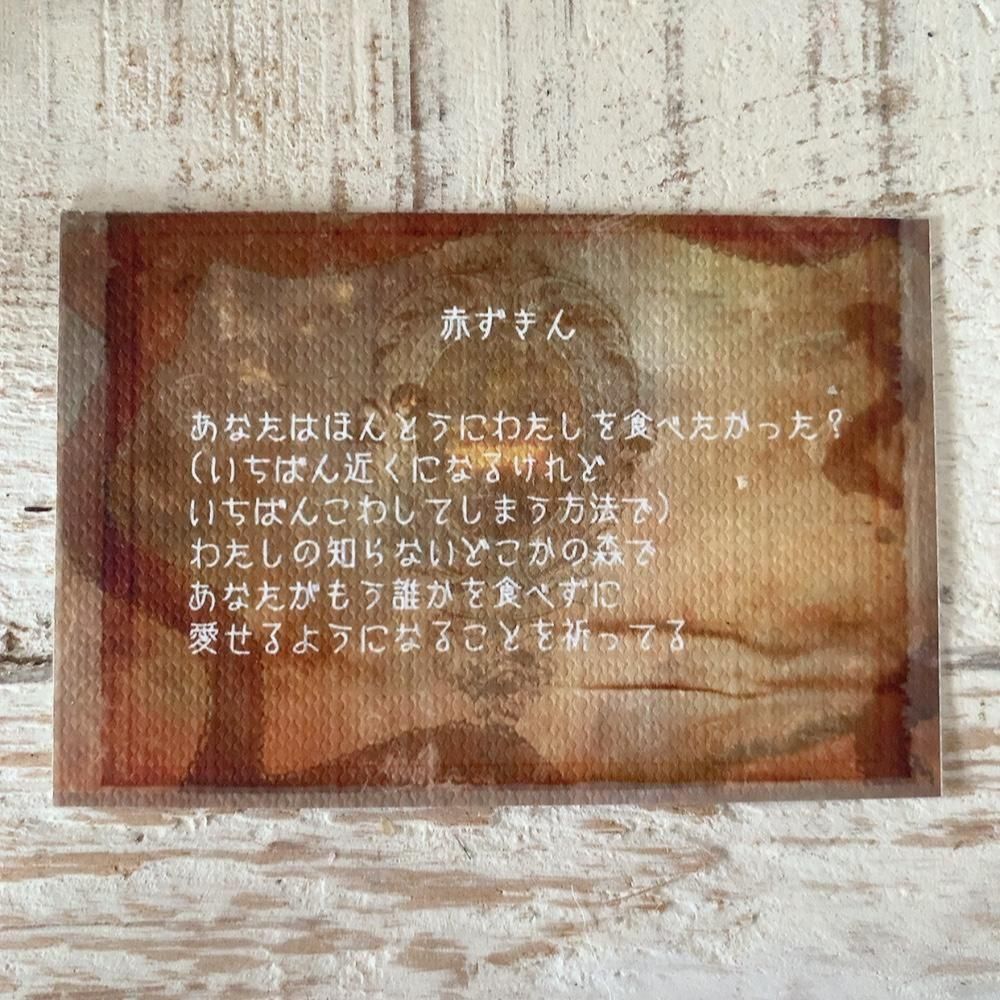 赤ずきん
あなたはほんとうにわたしを食べたかった?
(いちばん近くになるけれど
いちばんこわしてしまう方法で)
わたしの知らないどこかの森で
あなたがもう誰かを食べずに
愛せるようになることを祈ってる